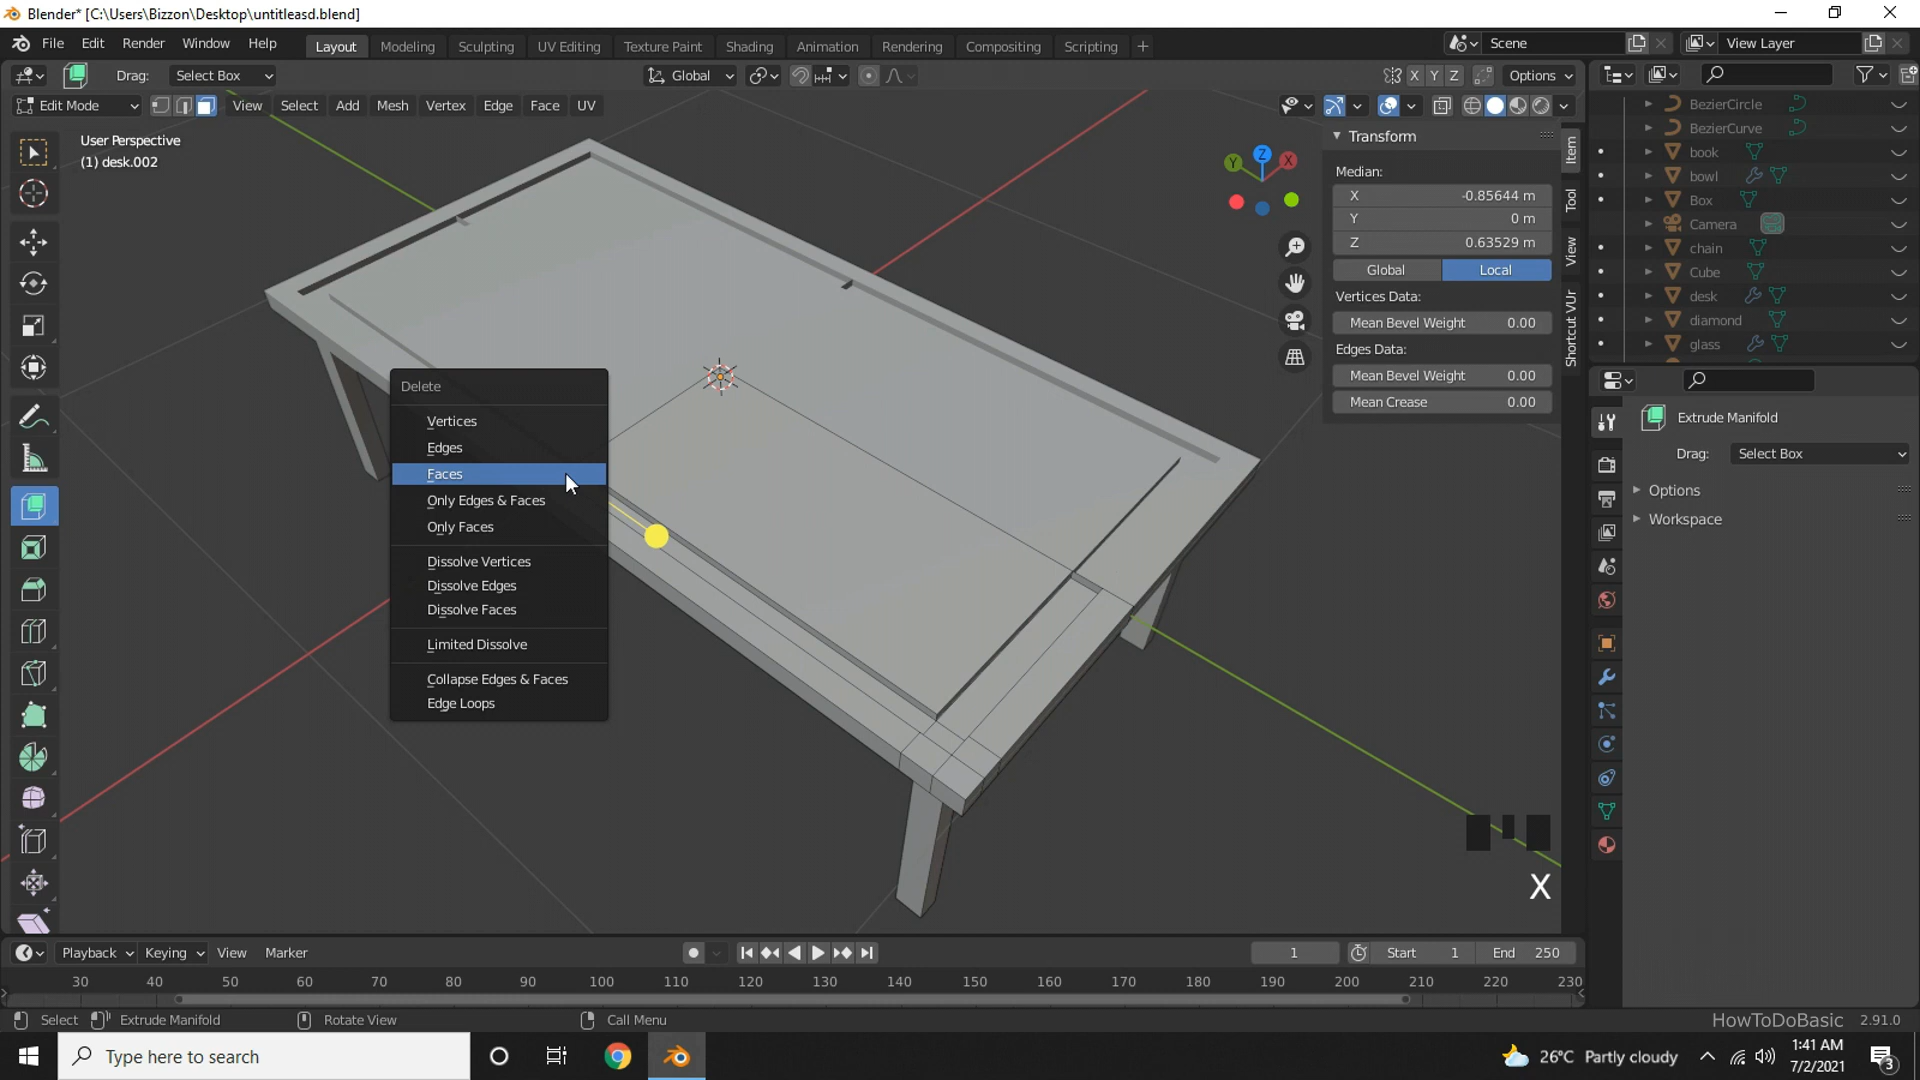 Blender* [C:\Users\Bizzon\Desktop\untitleasd.blend]
File Edit Render Window Help Layout Modeling Sculpting UV Editing Texture Paint Shading Animation Rendering Compositing Scripting + Scene View Layer
Drag: Select Box Global X Y Z Options
Edit Mode View Select Add Mesh Vertex Edge Face UV
User Perspective
(1) desk.002
Z
Y
X
Transform
Median:
X -0.85644 m
Y 0 m
Z 0.63529 m
Global Local
Vertices Data:
Mean Bevel Weight 0.00
Edges Data:
Mean Bevel Weight 0.00
Mean Crease 0.00
Item
Tool
View
Shortcut VUr
BezierCircle
BezierCurve
book
bowl
Box
Camera
chain
Cube
desk
diamond
glass
Extrude Manifold
Drag: Select Box
Options
Workspace
Delete
Vertices
Edges
Faces
Only Edges & Faces
Only Faces
Dissolve Vertices
Dissolve Edges
Dissolve Faces
Limited Dissolve
Collapse Edges & Faces
Edge Loops
X
Playback Keying View Marker 1 Start 1 End 250
30 40 50 60 70 80 90 100 110 120 130 140 150 160 170 180 190 200 210 220 230
Select Extrude Manifold Rotate View Call Menu HowToDoBasic 2.91.0
Type here to search 26°C Partly cloudy 1:41 AM
7/2/2021
3